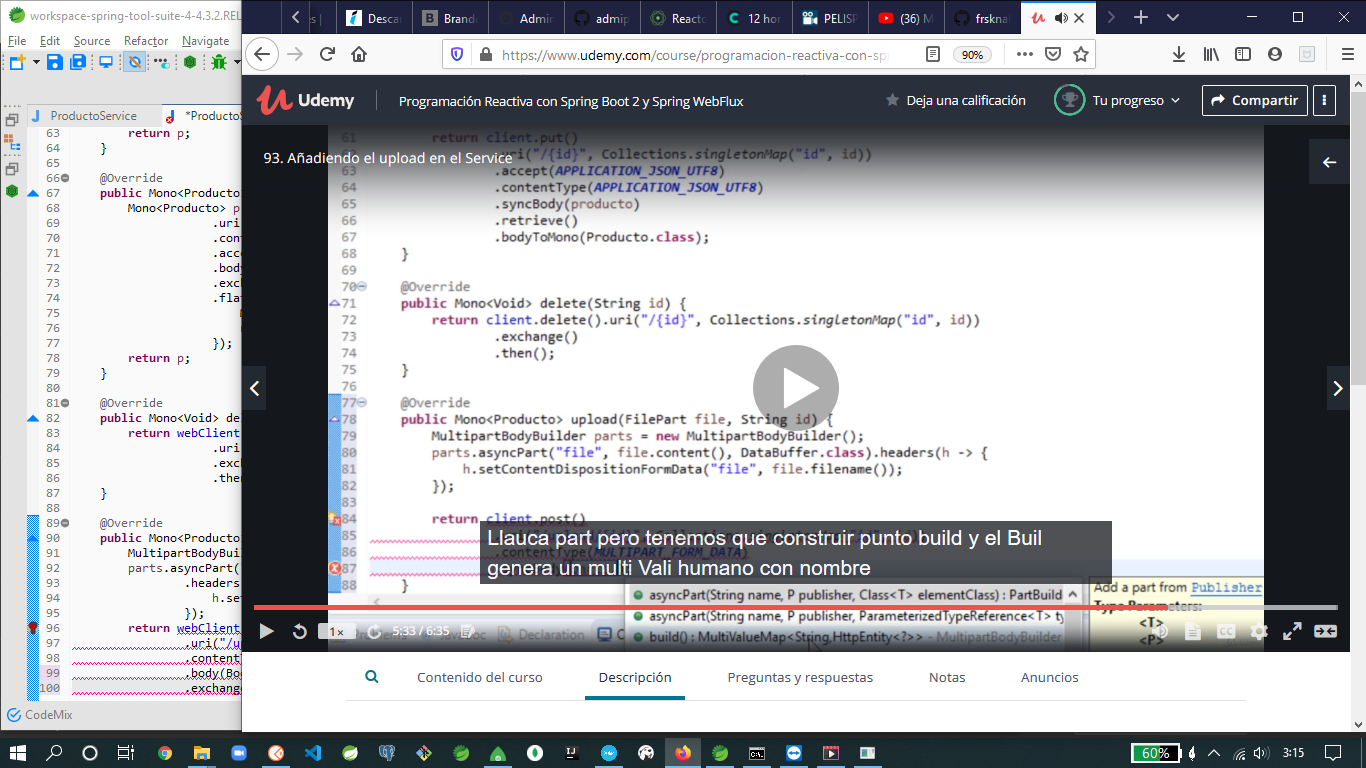 workspace-spring-tool-suite-4-4.3.2.REL
File Edit Source Refactor Navigate
ProductoService
*ProductoS
63 return p;
64 }
65
66 @Override
67 public Mono<Producto
68 Mono<Producto> p
69 .uri
70 .con
71 .acc
72 .bod
73 .exc
74 .fla
75
76
77 });
78 return p;
79 }
80
81 @Override
82 public Mono<Void> de
83 return webClient
84 .uri
85 .exc
86 .the
87 }
88
89 @Override
90 public Mono<Producto
91 MultipartBodyBui
92 parts.asyncPart(
93 .headers
94 h.s
95 });
96 return webClient
97 .uri("/u
98 .content
99 .body(Bo
100 .exchang
CodeMix
Descar
Brando
Admin
admip
Reacto
12 hor
PELISP
(36) M
frsknal
https://www.udemy.com/course/programacion-reactiva-con-spr
90%
Udemy
Programación Reactiva con Spring Boot 2 y Spring WebFlux
Deja una calificación
Tu progreso
Compartir
93. Añadiendo el upload en el Service
61 return client.put()
.uri("/{id}", Collections.singletonMap("id", id))
63 .accept(APPLICATION_JSON_UTF8)
64 .contentType(APPLICATION_JSON_UTF8)
65 .syncBody(producto)
66 .retrieve()
67 .bodyToMono(Producto.class);
68 }
69
70 @Override
71 public Mono<Void> delete(String id) {
72 return client.delete().uri("/{id}", Collections.singletonMap("id", id))
73 .exchange()
74 .then();
75 }
76
77 @Override
78 public Mono<Producto> upload(FilePart file, String id) {
79 MultipartBodyBuilder parts = new MultipartBodyBuilder();
80 parts.asyncPart("file", file.content(), DataBuffer.class).headers(h -> {
81 h.setContentDispositionFormData("file", file.filename());
82 });
83
84 return client.post()
85
86 .contentType(MULTIPART_FORM_DATA)
87
88 }
Llauca part pero tenemos que construir punto build y el Buil
genera un multi Vali humano con nombre
asyncPart(String name, P publisher, Class<T> elementClass) : PartBuild
asyncPart(String name, P publisher, ParameterizedTypeReference<T> ty
build() : MultiValueMap<String,HttpEntity<?>> - MultipartBodyBuilder
Add a part from Publisher
Type Parameters:
<T>
<P>
Declaration
1×
5:33 / 6:35
Contenido del curso
Descripción
Preguntas y respuestas
Notas
Anuncios
60%
3:15